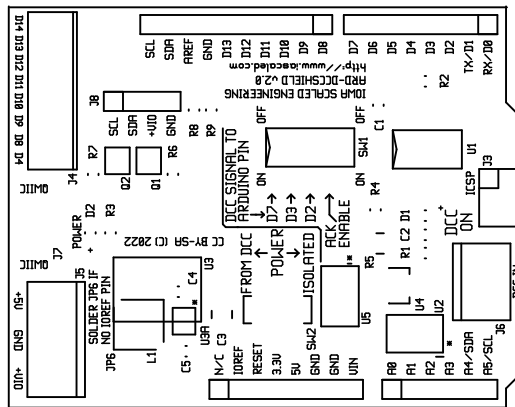 SCL
SDA
AREF
GND
D13
D12
D11
D10
D9
D8
D7
D6
D5
D4
D3
D2
TX/D1
RX/D0
D14
D13
D12
D11
D10
D9
D8
D4
J4
QWIIC
J8
SCL
SDA
+VIO
GND
R8
R9
IOWA SCALED ENGINEERING
ARD-DCCSHIELD v2.0
http://www.iascaled.com
R2
C1
OFF
OFF
SW1
ON
ON
U1
J3
ICSP
R7
Q2
Q1
R6
DCC SIGNAL TO
ARDUINO PIN
D7
D3
D2
ACK
ENABLE
R4
R5
R1
C2
D1
+
DCC
ON
J7
QWIIC
POWER
D2
R3
+
CC BY-SA (C) 2022
J5
+5V
GND
+VIO
SOLDER JP6 IF
NO IOREF PIN
JP6
L1
U3
C4
*
U3A
C5
C3
FROM DCC
POWER
ISOLATED
SW2
*
U5
U4
U2
*
J6
N/C
IOREF
RESET
3.3V
5V
GND
GND
VIN
A0
A1
A2
A3
A4/SDA
A5/SCL